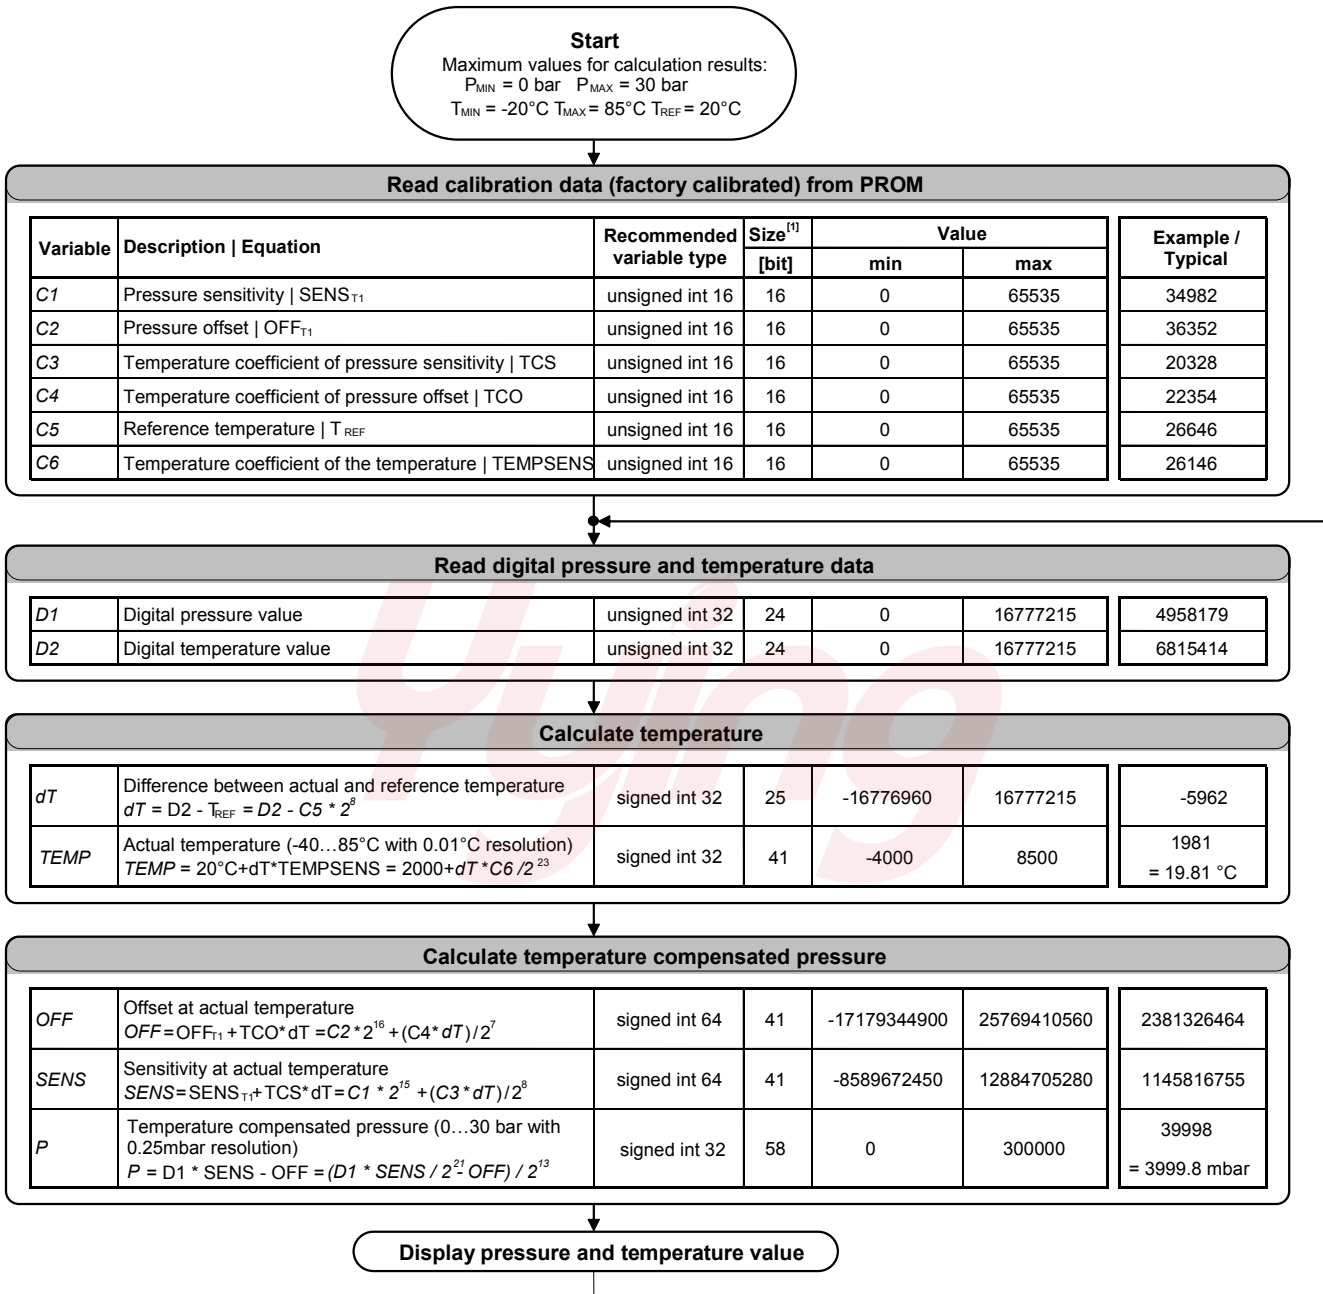 Start
Maximum values for calculation results:
PMIN = 0 bar PMAX = 30 bar
TMIN = -20°C TMAX = 85°C TREF = 20°C
Read calibration data (factory calibrated) from PROM
Variable Description | Equation Recommended variable type Size[1] [bit] Value min max Example / Typical
C1 Pressure sensitivity | SENST1 unsigned int 16 16 0 65535 34982
C2 Pressure offset | OFFT1 unsigned int 16 16 0 65535 36352
C3 Temperature coefficient of pressure sensitivity | TCS unsigned int 16 16 0 65535 20328
C4 Temperature coefficient of pressure offset | TCO unsigned int 16 16 0 65535 22354
C5 Reference temperature | TREF unsigned int 16 16 0 65535 26646
C6 Temperature coefficient of the temperature | TEMPSENS unsigned int 16 16 0 65535 26146
Read digital pressure and temperature data
D1 Digital pressure value unsigned int 32 24 0 16777215 4958179
D2 Digital temperature value unsigned int 32 24 0 16777215 6815414
Yying
Calculate temperature
Difference between actual and reference temperature
dT dT = D2 - TREF = D2 - C5 * 2^8 signed int 32 25 -16776960 16777215 -5962
Actual temperature (-40…85°C with 0.01°C resolution)
TEMP TEMP = 20°C+dT*TEMPSENS = 2000+dT*C6/2^23 signed int 32 41 -4000 8500 1981
= 19.81 °C
Calculate temperature compensated pressure
Offset at actual temperature
OFF OFF=OFFT1+TCO*dT =C2*2^16+(C4*dT)/2^7 signed int 64 41 -17179344900 25769410560 2381326464
Sensitivity at actual temperature
SENS SENS=SENST1+TCS*dT=C1 * 2^15 +(C3*dT)/2^8 signed int 64 41 -8589672450 12884705280 1145816755
Temperature compensated pressure (0…30 bar with
0.25mbar resolution)
P P = D1 * SENS - OFF =(D1 * SENS / 2^21 - OFF) / 2^13 signed int 32 58 0 300000 39998
= 3999.8 mbar
Display pressure and temperature value